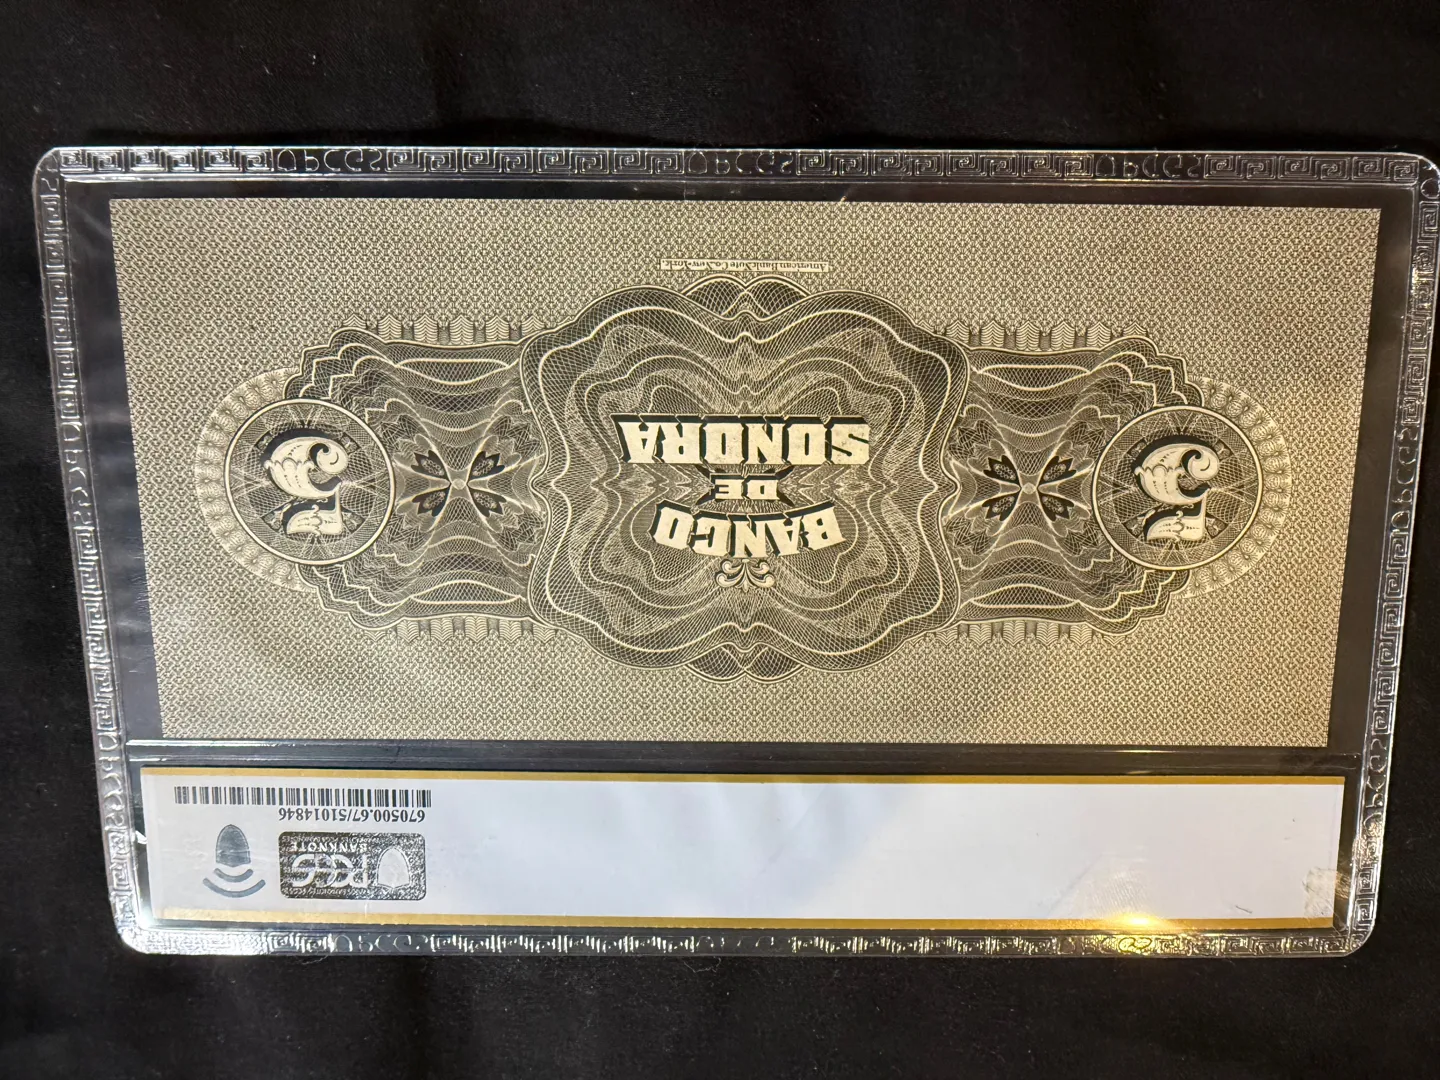 PCGS
BANKNOTE
670500.67/51014846
BANCO
DE
5 5
SONORA
American Bank Note Co. New York.